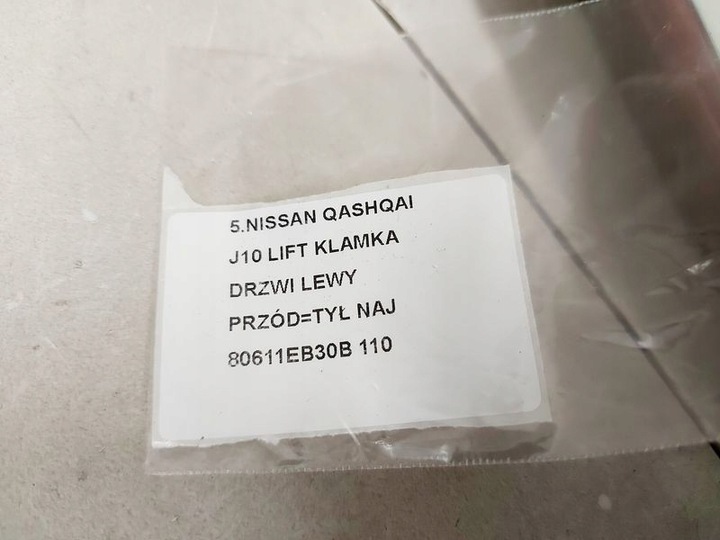 5.NISSAN QASHQAI
J10 LIFT KLAMKA
DRZWI LEWY
PRZÓD=TYŁ NAJ
80611EB30B 110